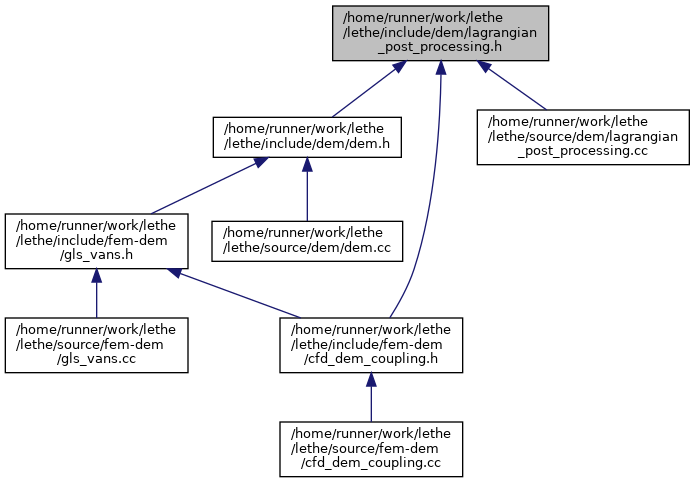 /home/runner/work/lethe
/lethe/include/dem/lagrangian
_post_processing.h
/home/runner/work/lethe
/lethe/include/dem/dem.h
/home/runner/work/lethe
/lethe/source/dem/lagrangian
_post_processing.cc
/home/runner/work/lethe
/lethe/include/fem-dem
/gls_vans.h
/home/runner/work/lethe
/lethe/source/dem/dem.cc
/home/runner/work/lethe
/lethe/source/fem-dem
/gls_vans.cc
/home/runner/work/lethe
/lethe/include/fem-dem
/cfd_dem_coupling.h
/home/runner/work/lethe
/lethe/source/fem-dem
/cfd_dem_coupling.cc